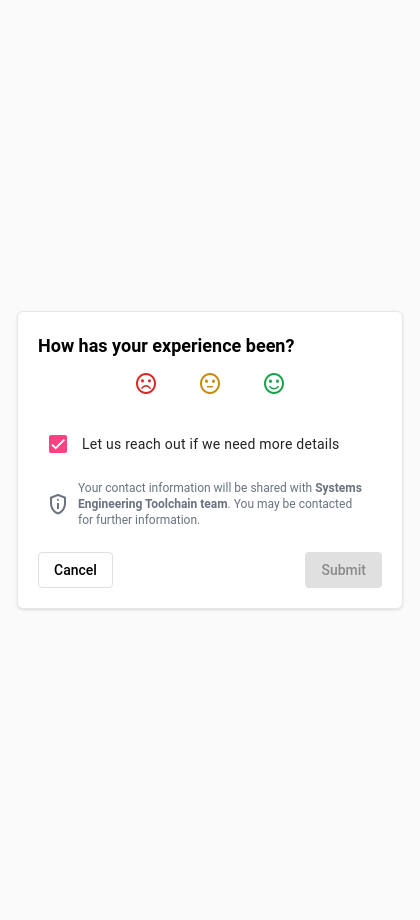 How has your experience been?
Let us reach out if we need more details
Your contact information will be shared with Systems
Engineering Toolchain team. You may be contacted
for further information.
Cancel
Submit